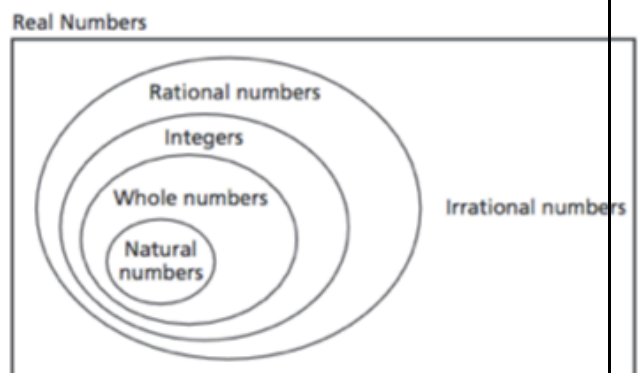 Real Numbers
Rational numbers
Integers
Whole numbers
Irrational numbers
Natural
numbers